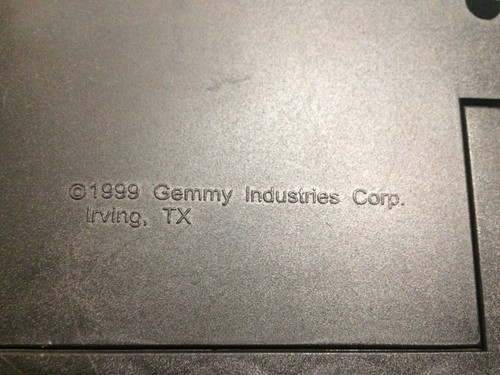 ©1999 Gemmy Industries Corp.
Irving, TX